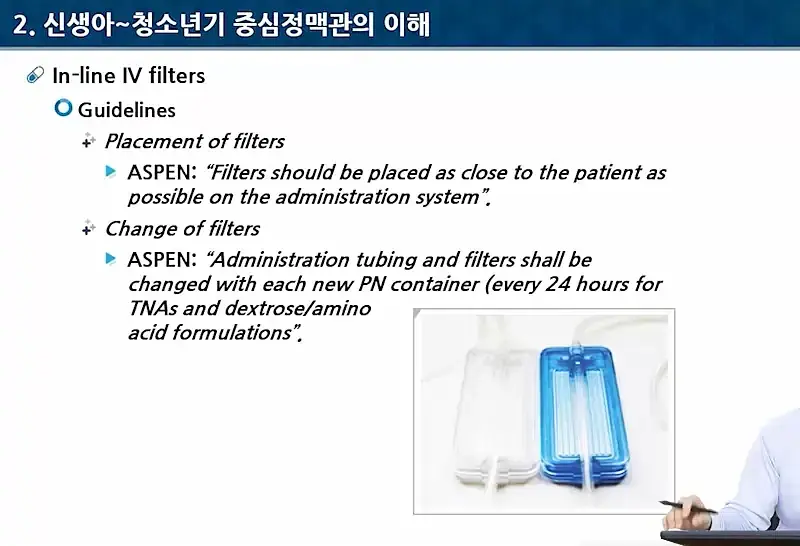 2. 신생아~청소년기 중심정맥관의 이해
In-line IV filters
Guidelines
Placement of filters
ASPEN: “Filters should be placed as close to the patient as
possible on the administration system”.
Change of filters
ASPEN: “Administration tubing and filters shall be
changed with each new PN container (every 24 hours for
TNAs and dextrose/amino
acid formulations”.